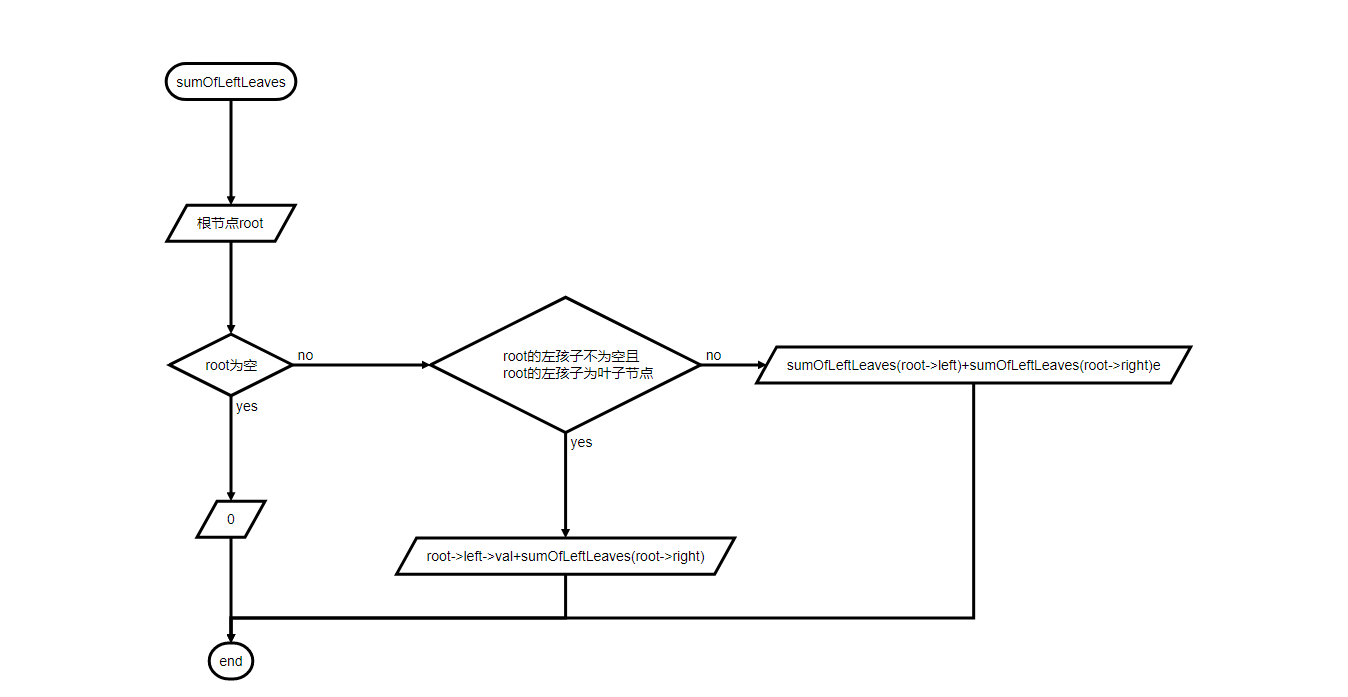 sumOfLeftLeaves
根节点root
root为空
no
root的左孩子不为空且
root的左孩子为叶子节点
no
sumOfLeftLeaves(root->left)+sumOfLeftLeaves(root->right)e
yes
yes
0
root->left->val+sumOfLeftLeaves(root->right)
end